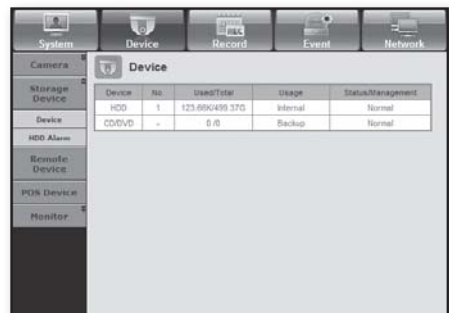 System Device Record Event Network
REC
Camera
Device
Storage
Device
Device No. Used/Total Usage Status/Management
HDD 1 123.66K/499.37G Internal Normal
CD/DVD - 0 /0 Backup Normal
Device
HDD Alarm
Remote
Device
POS Device
Monitor